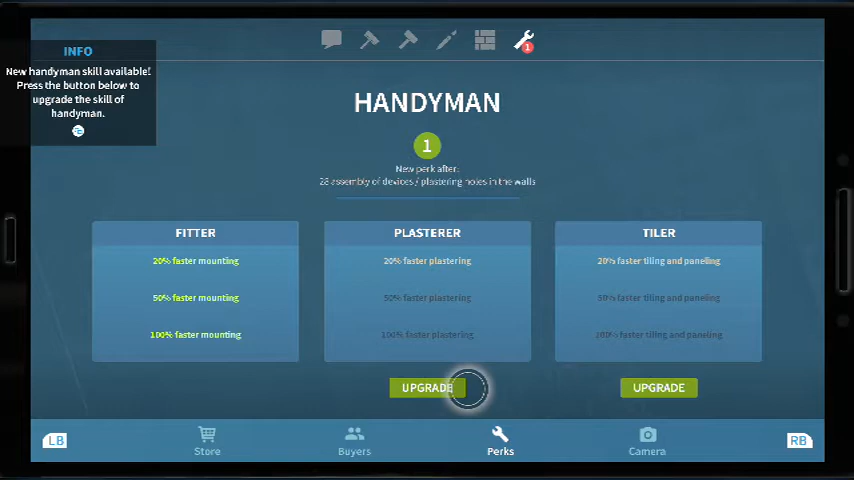 1
INFO
New handyman skill available!
Press the button below to
upgrade the skill of
handyman.
HANDYMAN
1
New perk after:
28 assembly of devices / plastering holes in the walls
FITTER
20% faster mounting
50% faster mounting
100% faster mounting
PLASTERER
20% faster plastering
50% faster plastering
100% faster plastering
UPGRADE
TILER
20% faster tiling and paneling
50% faster tiling and paneling
100% faster tiling and paneling
UPGRADE
LB
Store
Buyers
Perks
Camera
RB